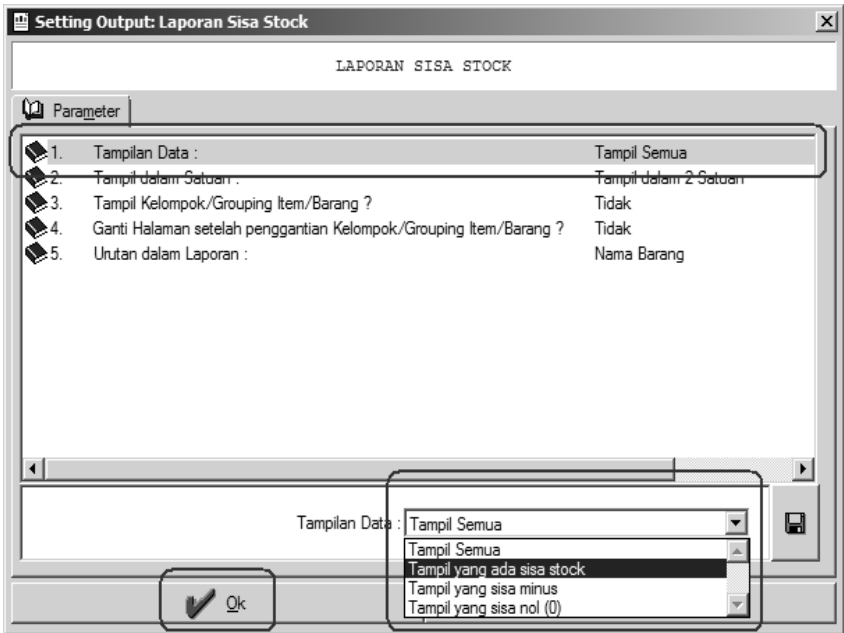 Setting Output: Laporan Sisa Stock
LAPORAN SISA STOCK
Parameter
1. Tampilan Data : Tampil Semua
2. Tampil dalam Satuan : Tampil dalam 2 Satuan
3. Tampil Kelompok/Grouping Item/Barang ? Tidak
4. Ganti Halaman setelah penggantian Kelompok/Grouping Item/Barang ? Tidak
5. Urutan dalam Laporan : Nama Barang
Tampilan Data : Tampil Semua
Tampil Semua
Tampil yang ada sisa stock
Tampil yang sisa minus
Tampil yang sisa nol (0)
Ok